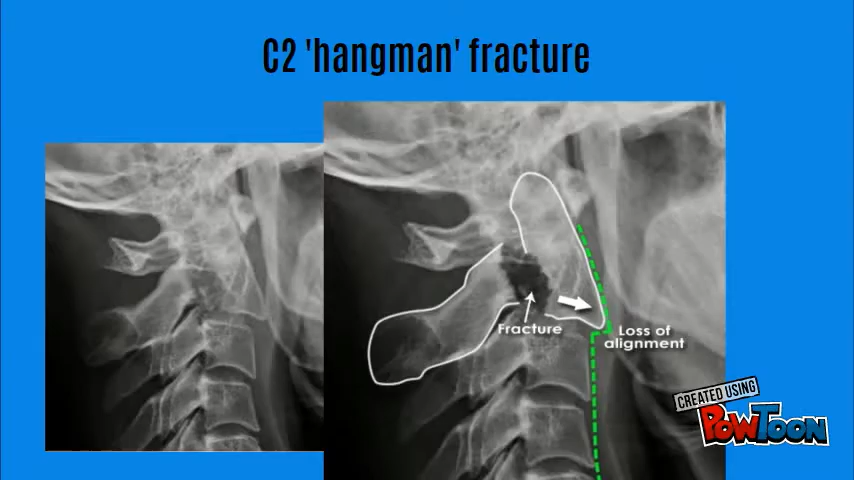 C2 'hangman' fracture
Fracture
Loss of
alignment
CREATED USING
POWTOON